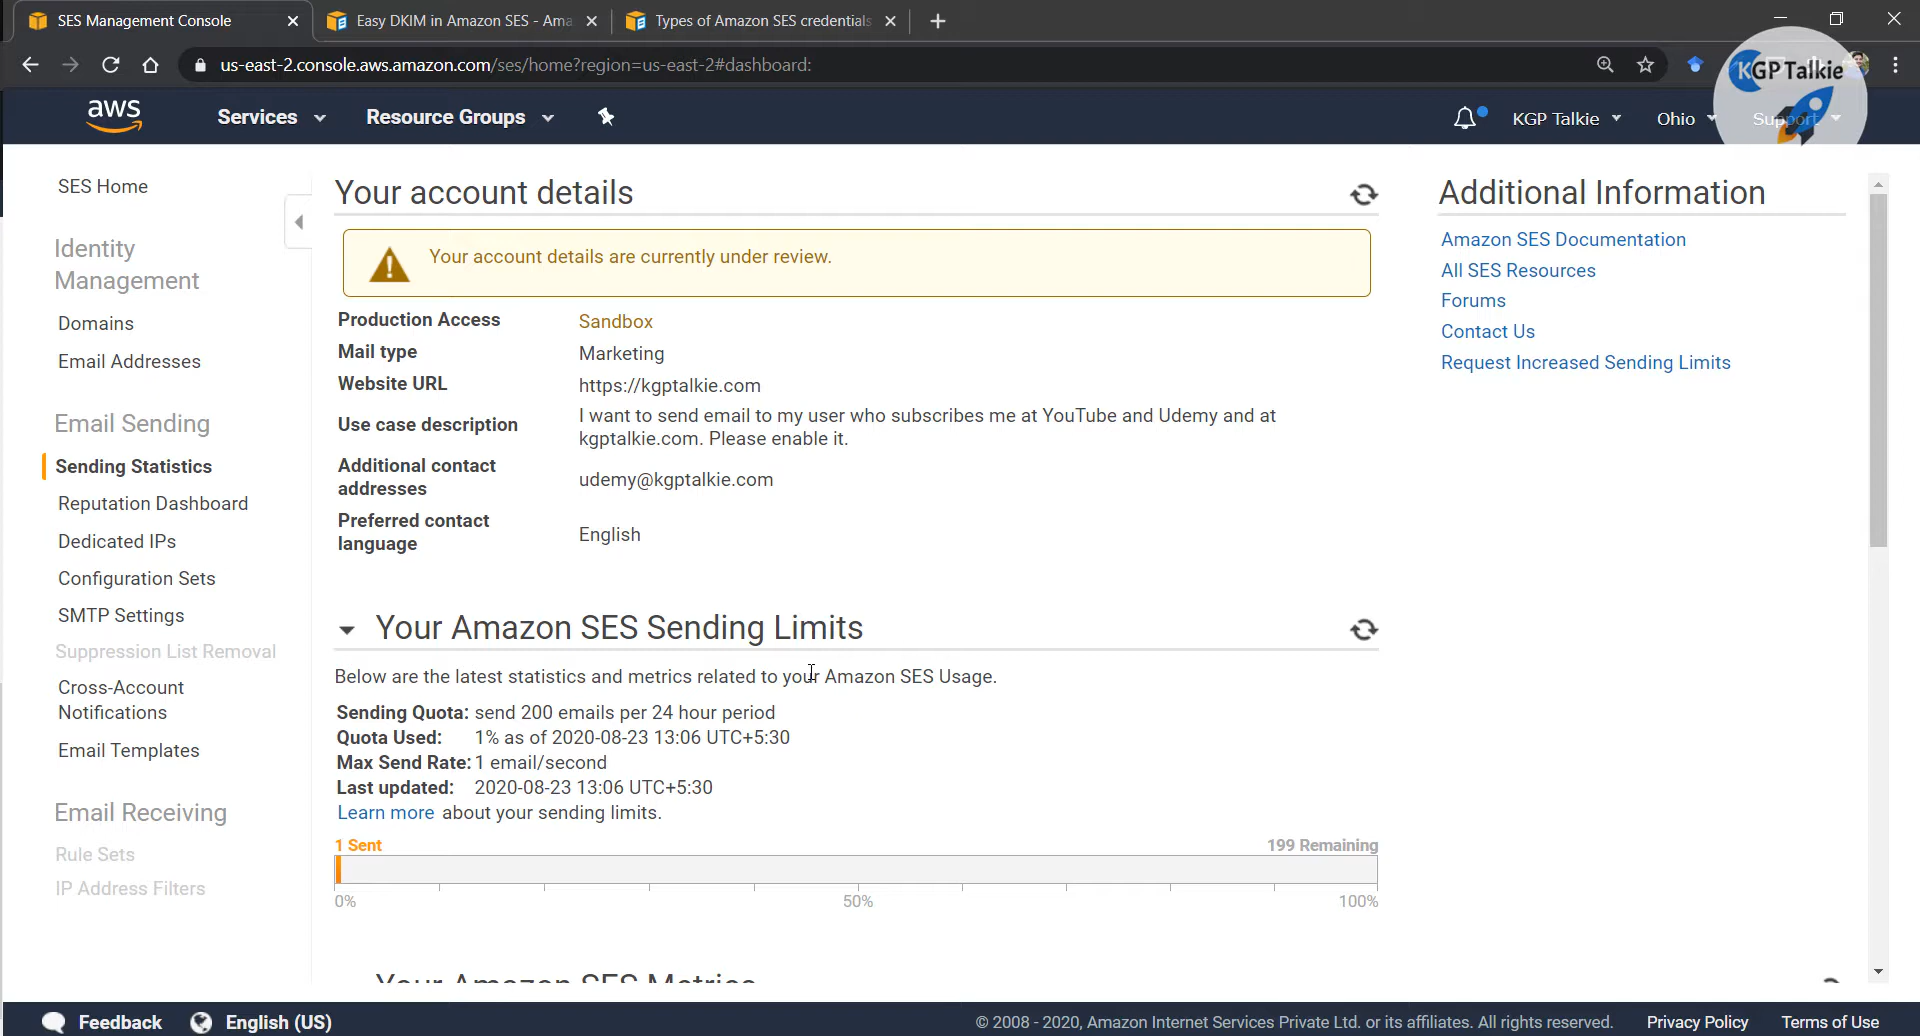 SES Management Console
Easy DKIM in Amazon SES - Ama
Types of Amazon SES credentials
us-east-2.console.aws.amazon.com/ses/home?region=us-east-2#dashboard:
KGPTalkie
aws
Services
Resource Groups
KGP Talkie
Ohio
Support
SES Home
Identity
Management
Domains
Email Addresses
Email Sending
Sending Statistics
Reputation Dashboard
Dedicated IPs
Configuration Sets
SMTP Settings
Suppression List Removal
Cross-Account
Notifications
Email Templates
Email Receiving
Rule Sets
IP Address Filters
Your account details
Your account details are currently under review.
Production Access Sandbox
Mail type Marketing
Website URL https://kgptalkie.com
Use case description I want to send email to my user who subscribes me at YouTube and Udemy and at
kgptalkie.com. Please enable it.
Additional contact
addresses udemy@kgptalkie.com
Preferred contact
language English
Your Amazon SES Sending Limits
Below are the latest statistics and metrics related to your Amazon SES Usage.
Sending Quota: send 200 emails per 24 hour period
Quota Used: 1% as of 2020-08-23 13:06 UTC+5:30
Max Send Rate: 1 email/second
Last updated: 2020-08-23 13:06 UTC+5:30
Learn more about your sending limits.
1 Sent 199 Remaining
0% 50% 100%
Your Amazon SES Metrics
Additional Information
Amazon SES Documentation
All SES Resources
Forums
Contact Us
Request Increased Sending Limits
Feedback
English (US)
© 2008 - 2020, Amazon Internet Services Private Ltd. or its affiliates. All rights reserved.
Privacy Policy
Terms of Use